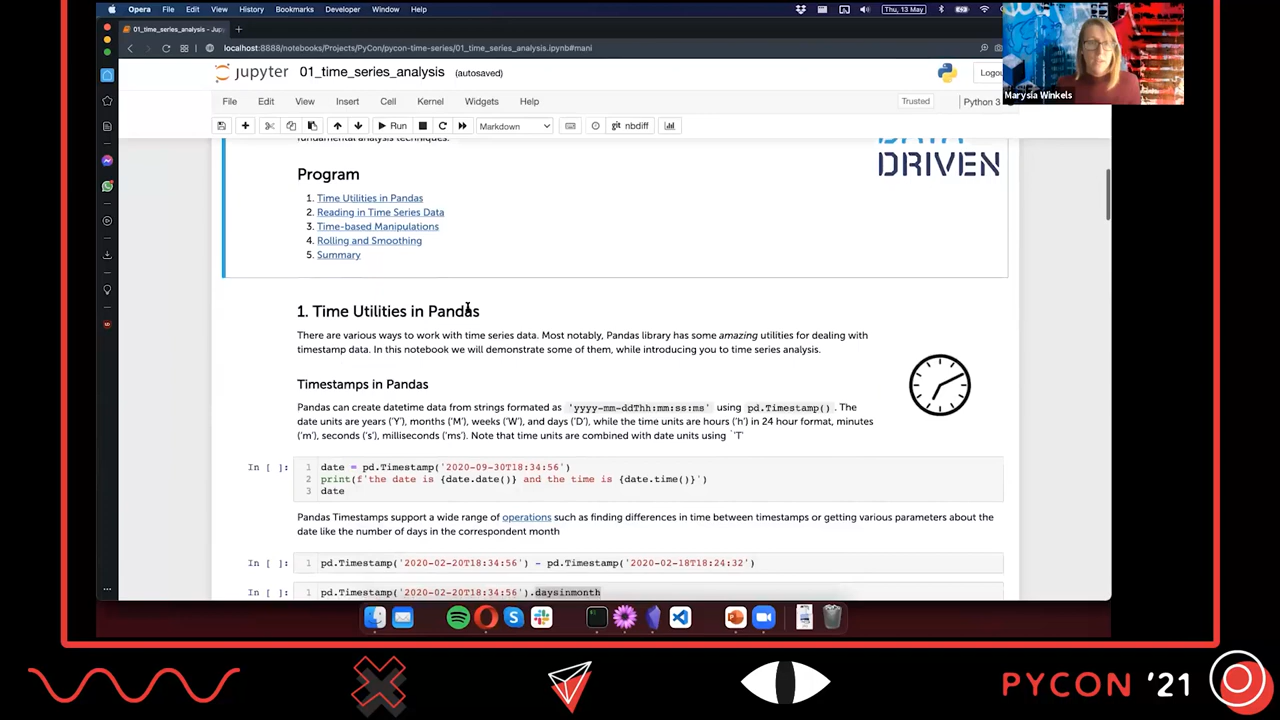 Opera File Edit View History Bookmarks Developer Window Help
Thu, 13 May
01_time_series_analysis - Jup
localhost:8888/notebooks/Projects/PyCon/pycon-time-series/01_time_series_analysis.ipynb#mani
Marysia Winkels
jupyter 01_time_series_analysis (autosaved)
Logou
File Edit View Insert Cell Kernel Widgets Help
Trusted
Python 3
Run
Markdown
nbdiff
fundamental analysis techniques.
DATA
DRIVEN
Program
1. Time Utilities in Pandas
2. Reading in Time Series Data
3. Time-based Manipulations
4. Rolling and Smoothing
5. Summary
1. Time Utilities in Pandas
There are various ways to work with time series data. Most notably, Pandas library has some amazing utilities for dealing with
timestamp data. In this notebook we will demonstrate some of them, while introducing you to time series analysis.
Timestamps in Pandas
Pandas can create datetime data from strings formated as 'yyyy-mm-ddThh:mm:ss:ms' using pd.Timestamp(). The
date units are years ('Y'), months ('M'), weeks ('W'), and days ('D'), while the time units are hours ('h') in 24 hour format, minutes
('m'), seconds ('s'), milliseconds ('ms'). Note that time units are combined with date units using `'T'
In [ ]:
1 date = pd.Timestamp('2020-09-30T18:34:56')
2 print(f'the date is {date.date()} and the time is {date.time()}')
3 date
Pandas Timestamps support a wide range of operations such as finding differences in time between timestamps or getting various parameters about the
date like the number of days in the correspondent month
In [ ]: 1 pd.Timestamp('2020-02-20T18:34:56') - pd.Timestamp('2020-02-18T18:24:32')
In [ ]: 1 pd.Timestamp('2020-02-20T18:34:56').daysinmonth
PYCON '21